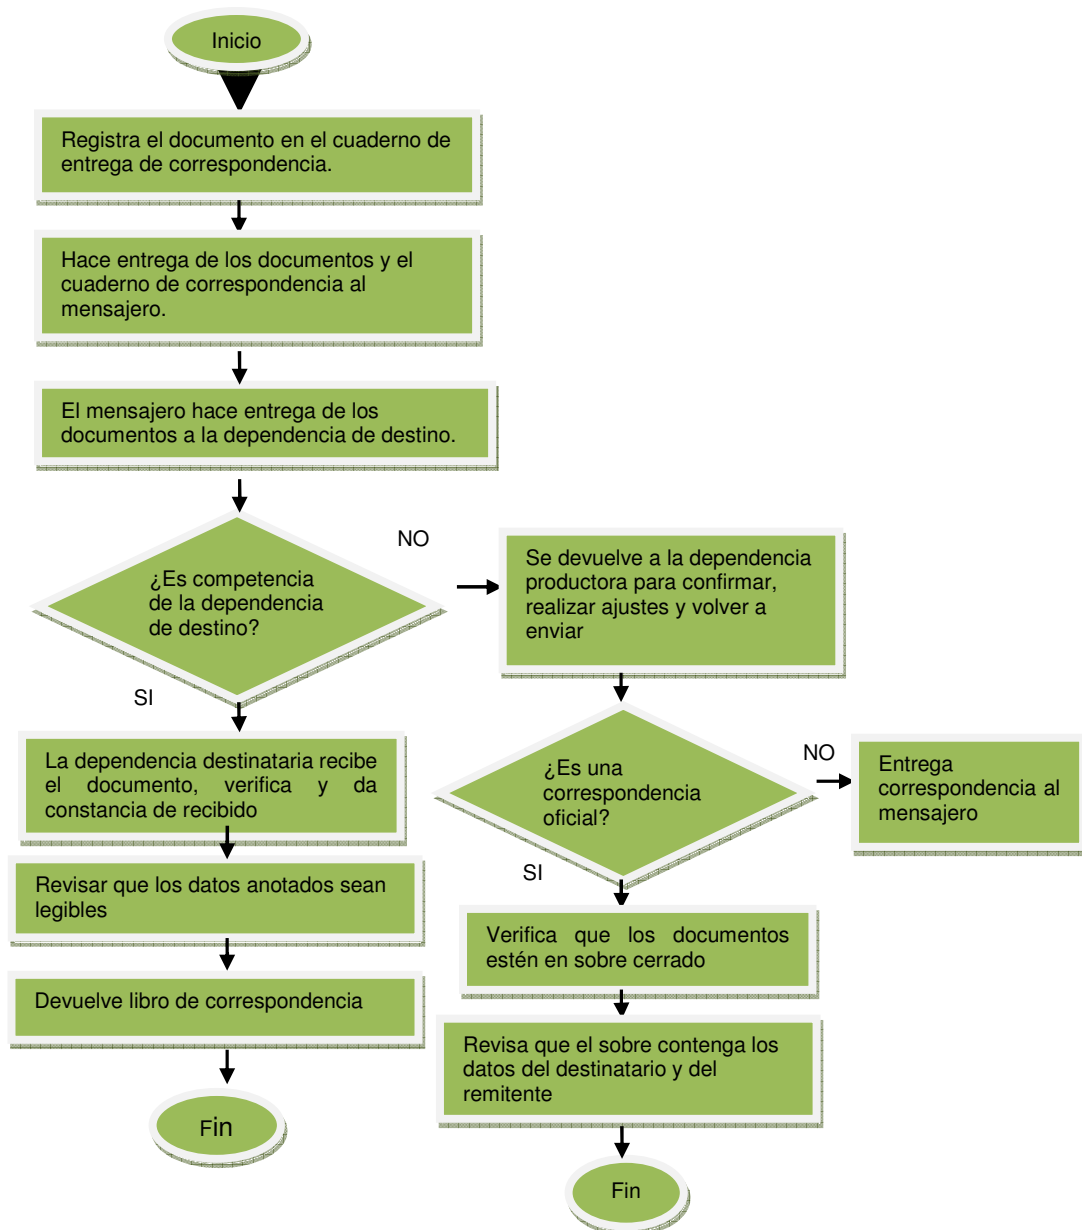 Inicio
Registra el documento en el cuaderno de
entrega de correspondencia.
Hace entrega de los documentos y el
cuaderno de correspondencia al
mensajero.
El mensajero hace entrega de los
documentos a la dependencia de destino.
¿Es competencia
de la dependencia
de destino?
NO
Se devuelve a la dependencia
productora para confirmar,
realizar ajustes y volver a
enviar
SI
La dependencia destinataria recibe
el documento, verifica y da
constancia de recibido
Revisar que los datos anotados sean
legibles
Devuelve libro de correspondencia
Fin
¿Es una
correspondencia
oficial?
NO
Entrega
correspondencia al
mensajero
SI
Verifica que los documentos
estén en sobre cerrado
Revisa que el sobre contenga los
datos del destinatario y del
remitente
Fin